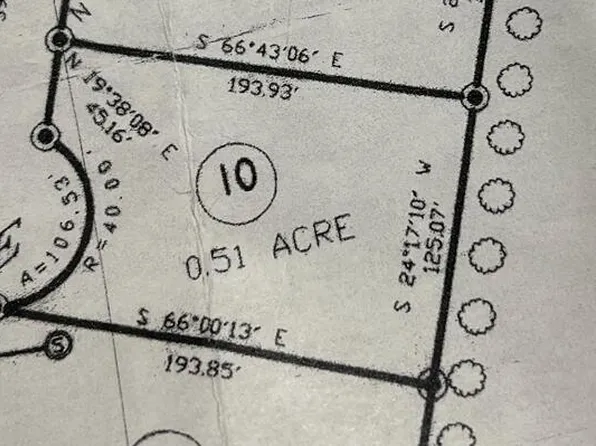 N
S
S 66°43'06" E
193.93'
N 19°38'08" E
45.16'
10
0.51 ACRE
A=106.53'
R=40.00'
S 24°17'10" W
125.07'
S 66°00'13" E
193.85'
S